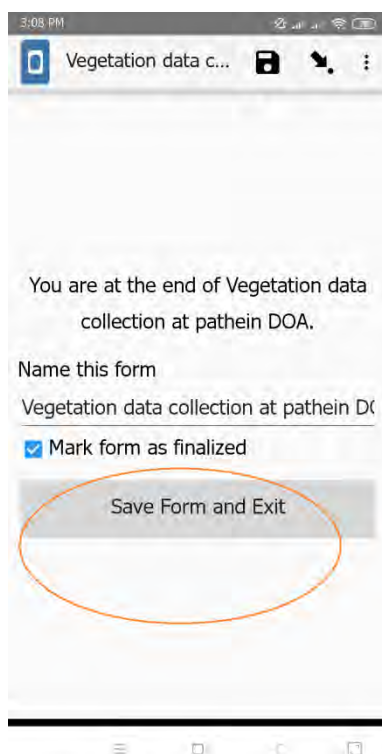 3:08 PM
Vegetation data c...
You are at the end of Vegetation data
collection at pathein DOA.
Name this form
Vegetation data collection at pathein DO
Mark form as finalized
Save Form and Exit